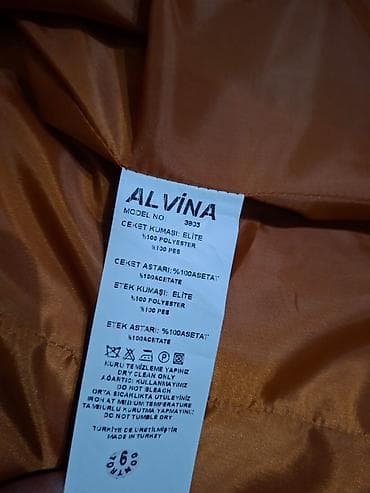 ALVİNA
MODEL NO: 3903
CEKET KUMAŞI: ELİTE
%100 POLYESTER
%100 PES
CEKET ASTARI: %100ASETAT
%100ACETATE
ETEK KUMAŞI: ELİTE
%100 POLYESTER
%100 PES
ETEK ASTARI: %100ASETAT
%100ACETATE
KURU TEMİZLEME YAPINIZ
DRY CLEAN ONLY
AĞARTICI KULLANMAYINIZ
DO NOT BLEACH
ORTA SICAKLIKTA ÜTÜLEYİNİZ
IRON AT MEDIUM TEMPERATURE
TAMBURLU KURUTMA YAPMAYINIZ
DO NOT TUMBLE DRY
TÜRKİYE'DE ÜRETİLMİŞTİR
MADE IN TURKEY